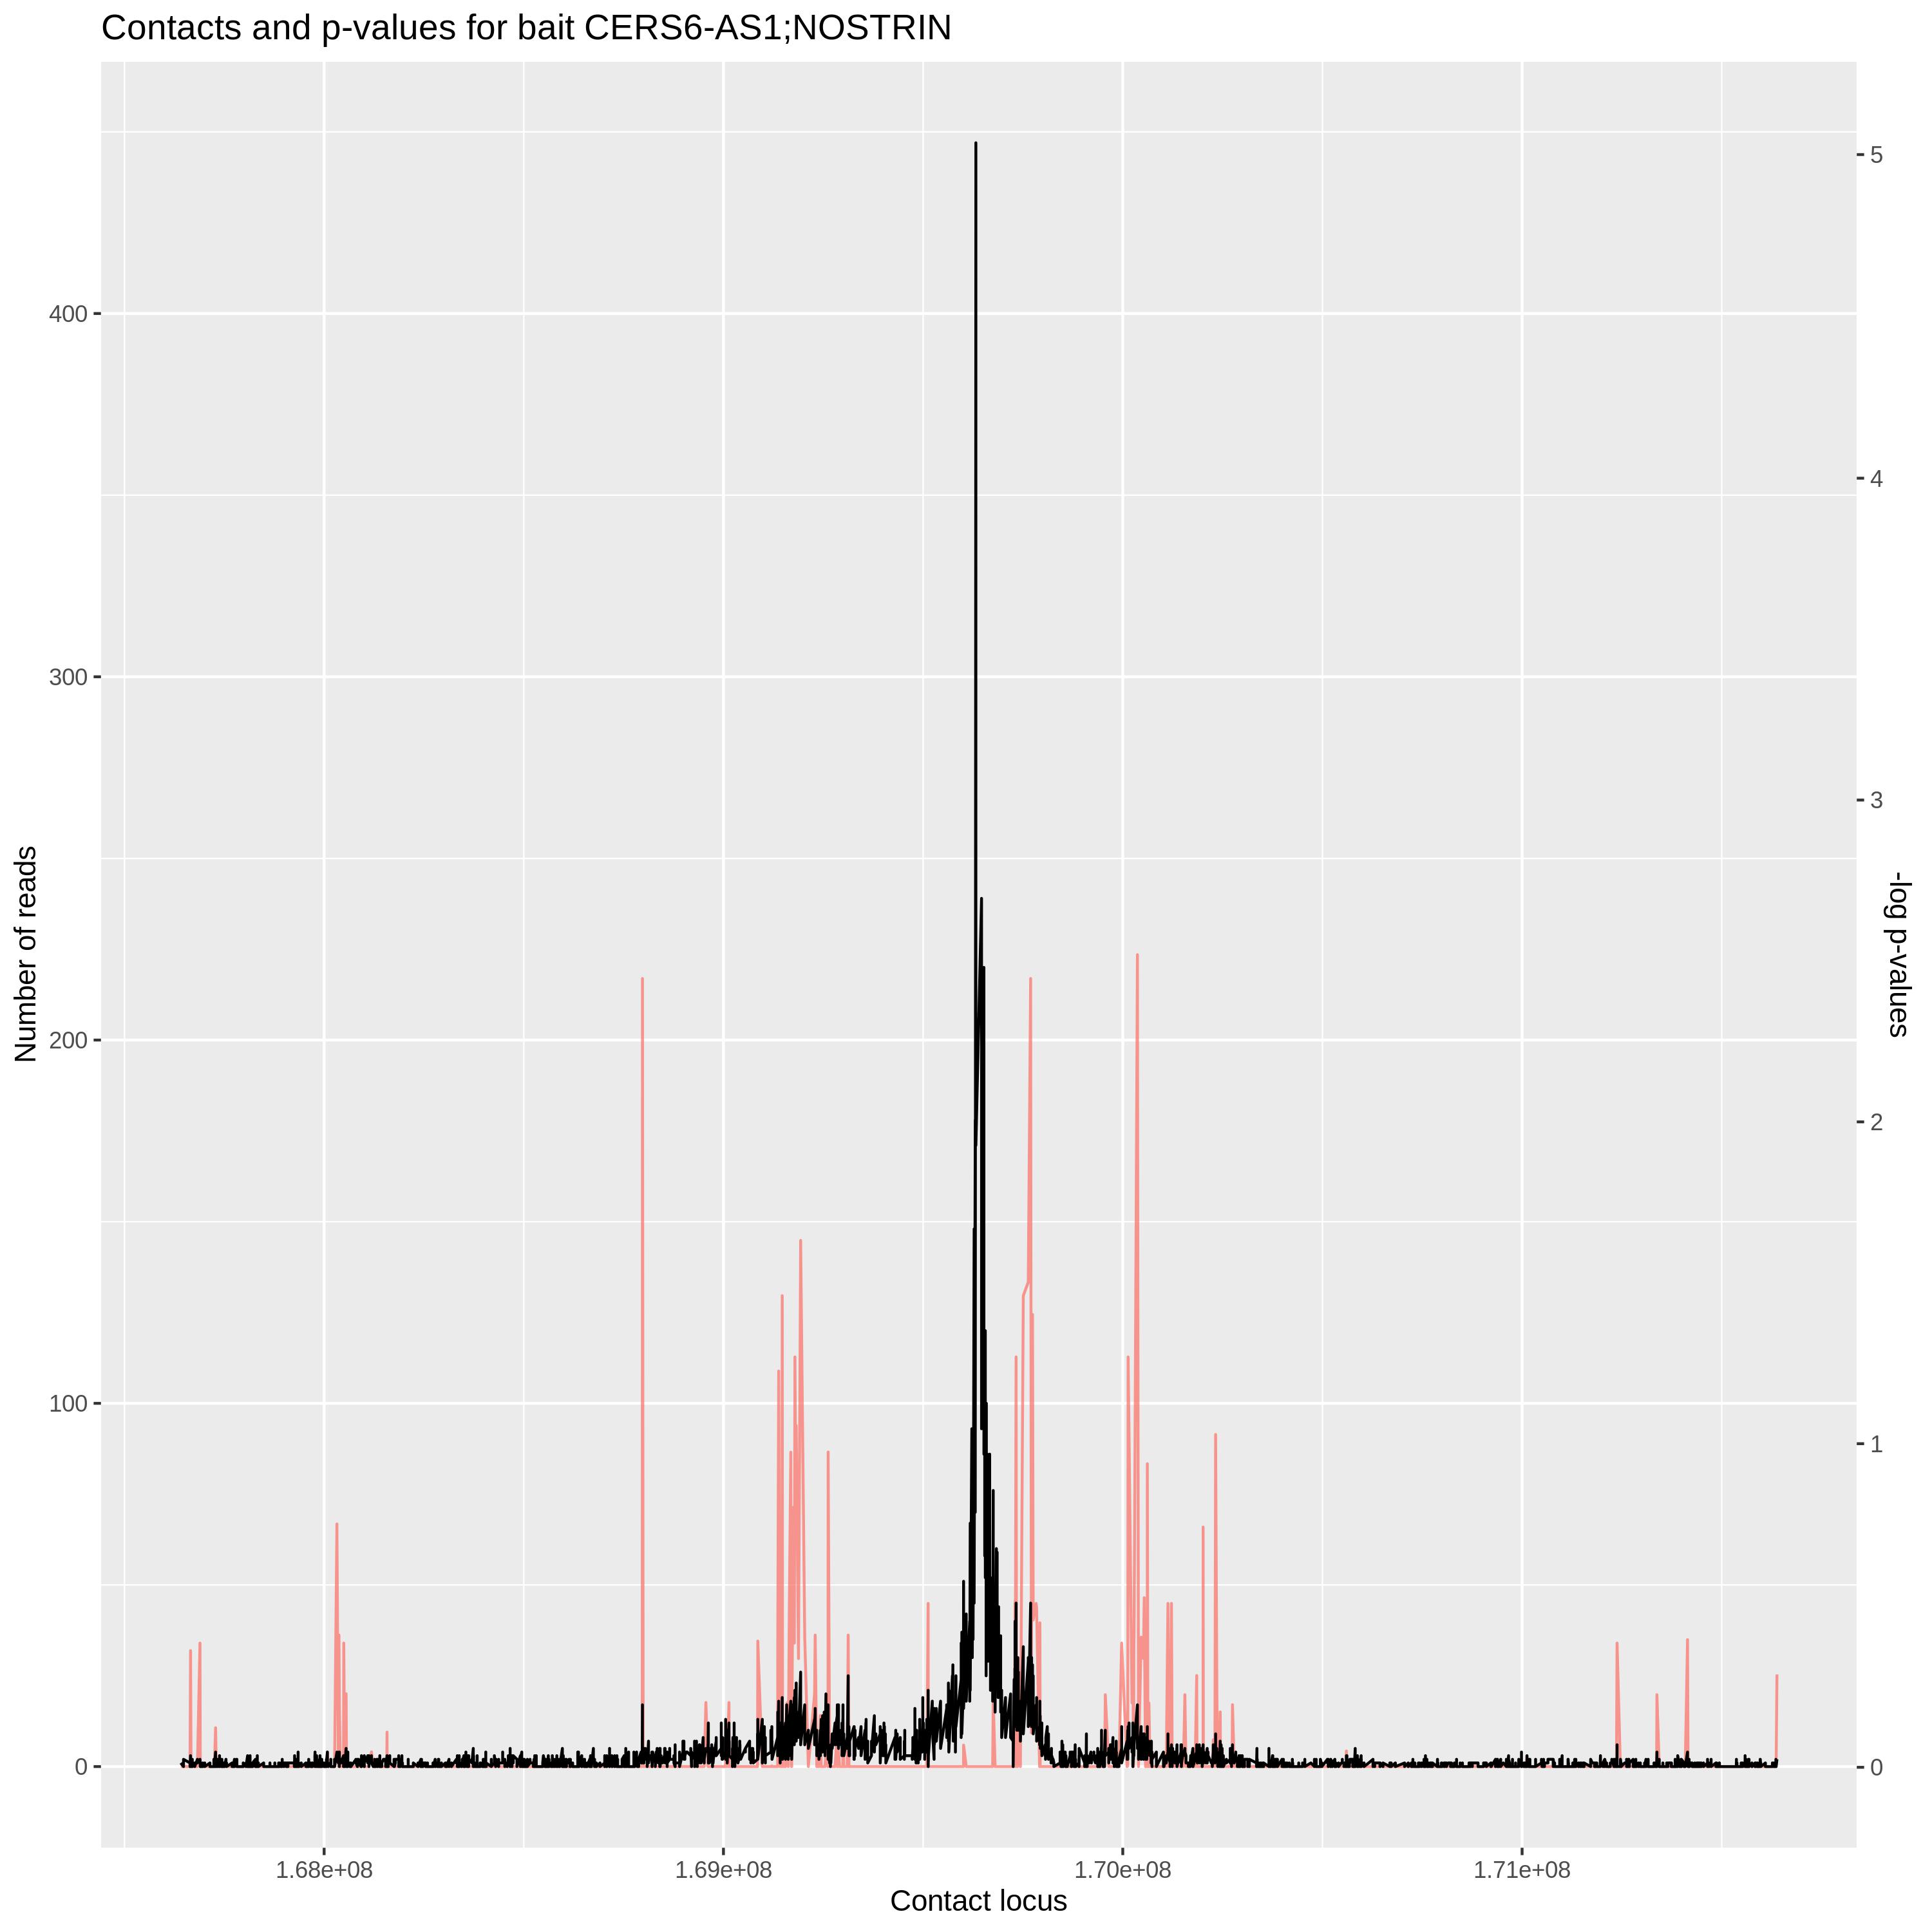 Contacts and p-values for bait CERS6-AS1;NOSTRIN
5
400
4
300
3
Number of reads
-log p-values
200
2
100
1
0
0
1.68e+08 1.69e+08 1.70e+08 1.71e+08
Contact locus